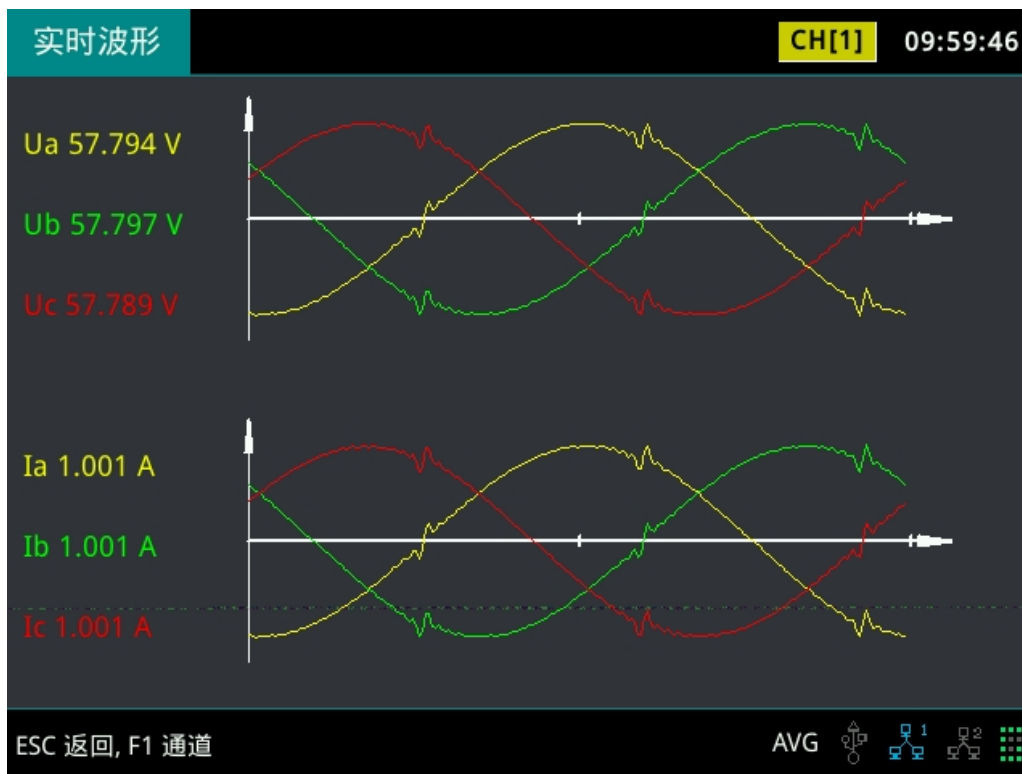 实时波形
CH[1] 09:59:46
Ua 57.794 V
Ub 57.797 V
Uc 57.789 V
Ia 1.001 A
Ib 1.001 A
Ic 1.001 A
ESC 返回, F1 通道
AVG 1 2